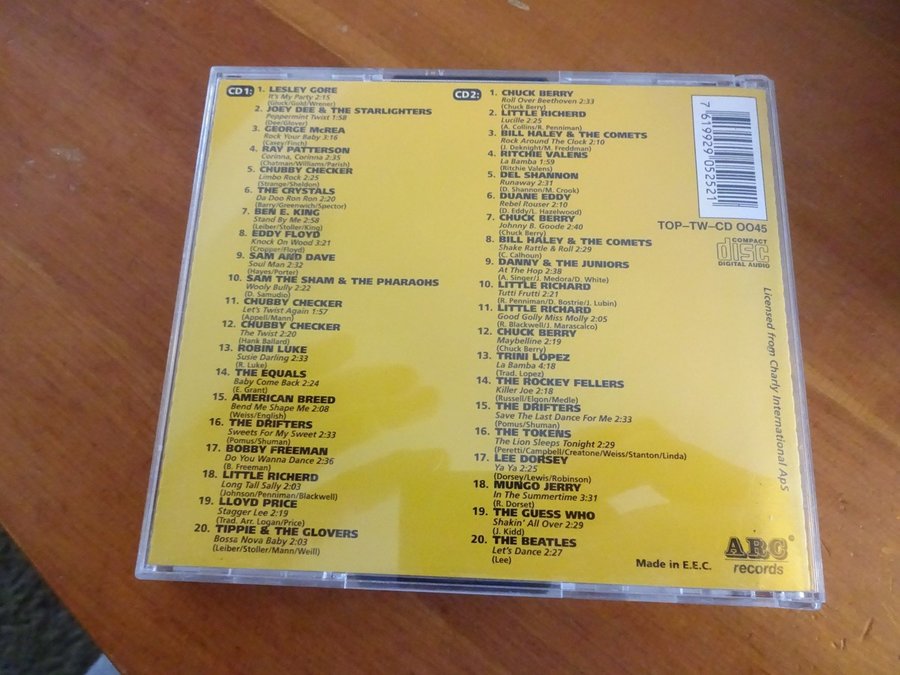 CD 1:
1. LESLEY GORE
It's My Party 2:15
(Gluck/Gold/Wrener)
2. JOEY DEE & THE STARLIGHTERS
Peppermint Twist 1:58
(Dee/Glover)
3. GEORGE McREA
Rock Your Baby 3:16
(Casey/Finch)
4. RAY PATTERSON
Corinna, Corinna 2:35
(Chatman/Williams/Parish)
5. CHUBBY CHECKER
Limbo Rock 2:25
(Strange/Sheldon)
6. THE CRYSTALS
Da Doo Ron Ron 2:20
(Barry/Greenwich/Spector)
7. BEN E. KING
Stand By Me 2:58
(Leiber/Stoller/King)
8. EDDY FLOYD
Knock On Wood 3:21
(Cropper/Floyd)
9. SAM AND DAVE
Soul Man 2:32
(Hayes/Porter)
10. SAM THE SHAM & THE PHARAOHS
Wooly Bully 2:22
(D. Samudio)
11. CHUBBY CHECKER
Let's Twist Again 1:57
(Appell/Mann)
12. CHUBBY CHECKER
The Twist 2:20
(Hank Ballard)
13. ROBIN LUKE
Susie Darling 2:33
(R. Luke)
14. THE EQUALS
Baby Come Back 2:24
(E. Grant)
15. AMERICAN BREED
Bend Me Shape Me 2:08
(Weiss/English)
16. THE DRIFTERS
Sweets For My Sweet 2:33
(Pomus/Shuman)
17. BOBBY FREEMAN
Do You Wanna Dance 2:36
(B. Freeman)
18. LITTLE RICHERD
Long Tall Sally 2:03
(Johnson/Penniman/Blackwell)
19. LLOYD PRICE
Stagger Lee 2:19
(Trad. Arr. Logan/Price)
20. TIPPIE & THE GLOVERS
Bossa Nova Baby 2:03
(Leiber/Stoller/Mann/Weill)
CD 2:
1. CHUCK BERRY
Roll Over Beethoven 2:33
(Chuck Berry)
2. LITTLE RICHERD
Lucille 2:25
(A. Collins/R. Penniman)
3. BILL HALEY & THE COMETS
Rock Around The Clock 2:10
(J. Deknight/M. Freddman)
4. RITCHIE VALENS
La Bamba 1:59
(Ritchie Valens)
5. DEL SHANNON
Runaway 2:31
(D. Shannon/M. Crook)
6. DUANE EDDY
Rebel Rouser 2:10
(D. Eddy/L. Hazelwood)
7. CHUCK BERRY
Johnny B. Goode 2:40
(Chuck Berry)
8. BILL HALEY & THE COMETS
Shake Rattle & Roll 2:29
(C. Calhoun)
9. DANNY & THE JUNIORS
At The Hop 2:38
(A. Singer/J. Medora/D. White)
10. LITTLE RICHARD
Tutti Frutti 2:21
(R. Penniman/D. Bostrie/J. Lubin)
11. LITTLE RICHARD
Good Golly Miss Molly 2:05
(R. Blackwell/J. Marascaico)
12. CHUCK BERRY
Maybelline 2:19
(Chuck Berry)
13. TRINI LOPEZ
La Bamba 4:18
(Trad. Lopez)
14. THE ROCKEY FELLERS
Killer Joe 2:18
(Russell/Elgon/Medle)
15. THE DRIFTERS
Save The Last Dance For Me 2:33
(Pomus/Shuman)
16. THE TOKENS
The Lion Sleeps Tonight 2:29
(Peretti/Campbell/Creatone/Weiss/Stanton/Linda)
17. LEE DORSEY
Ya Ya 2:25
(Dorsey/Lewis/Robinson)
18. MUNGO JERRY
In The Summertime 3:31
(R. Dorset)
19. THE GUESS WHO
Shakin' All Over 2:29
(J. Kidd)
20. THE BEATLES
Let's Dance 2:27
(Lee)
7 619929 052521
TOP-TW-CD 0045
COMPACT
disc
DIGITAL AUDIO
Licensed from Charly International ApS
Made in E.E.C.
ARC
records